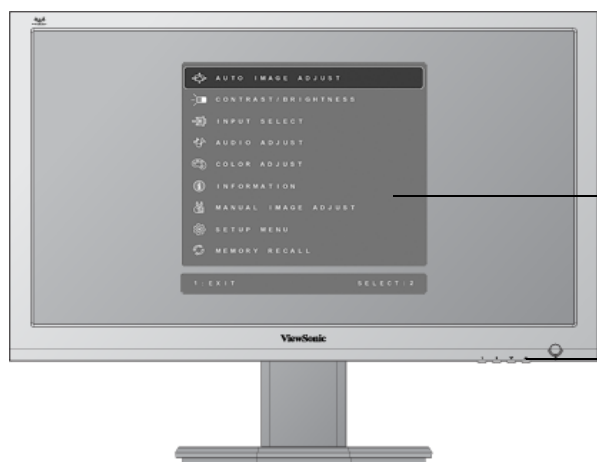 AUTO IMAGE ADJUST
CONTRAST/BRIGHTNESS
INPUT SELECT
AUDIO ADJUST
COLOR ADJUST
INFORMATION
MANUAL IMAGE ADJUST
SETUP MENU
MEMORY RECALL
1:EXIT SELECT:2
ViewSonic